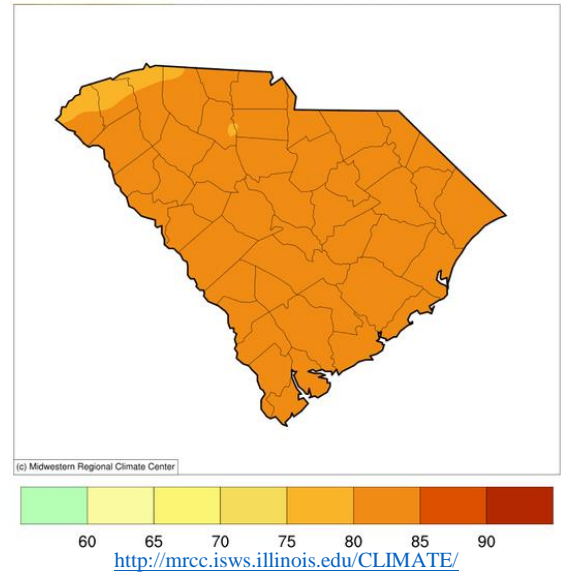 (c) Midwestern Regional Climate Center
60 65 70 75 80 85 90
http://mrcc.isws.illinois.edu/CLIMATE/